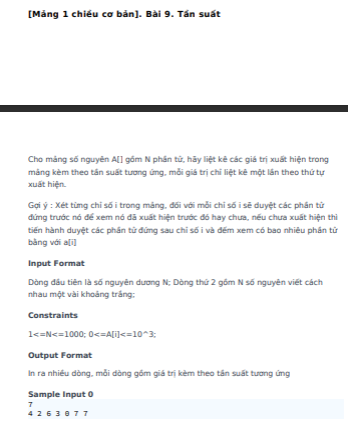 [Mảng 1 chiều cơ bản]. Bài 9. Tần suất
Cho mảng số nguyên A[] gồm N phần tử, hãy liệt kê các giá trị xuất hiện trong
mảng kèm theo tần suất tương ứng, mỗi giá trị chỉ liệt kê một lần theo thứ tự
xuất hiện.
Gợi ý : Xét từng chỉ số i trong mảng, đối với mỗi chỉ số i sẽ duyệt các phần tử
đứng trước nó để xem nó đã xuất hiện trước đó hay chưa, nếu chưa xuất hiện thì
tiến hành duyệt các phần tử đứng sau chỉ số i và đếm xem có bao nhiêu phần tử
bằng với a[i]
Input Format
Dòng đầu tiên là số nguyên dương N; Dòng thứ 2 gồm N số nguyên viết cách
nhau một vài khoảng trắng;
Constraints
1<=N<=1000; 0<=A[i]<=10^3;
Output Format
In ra nhiều dòng, mỗi dòng gồm giá trị kèm theo tần suất tương ứng
Sample Input 0
7
4 2 6 3 0 7 7